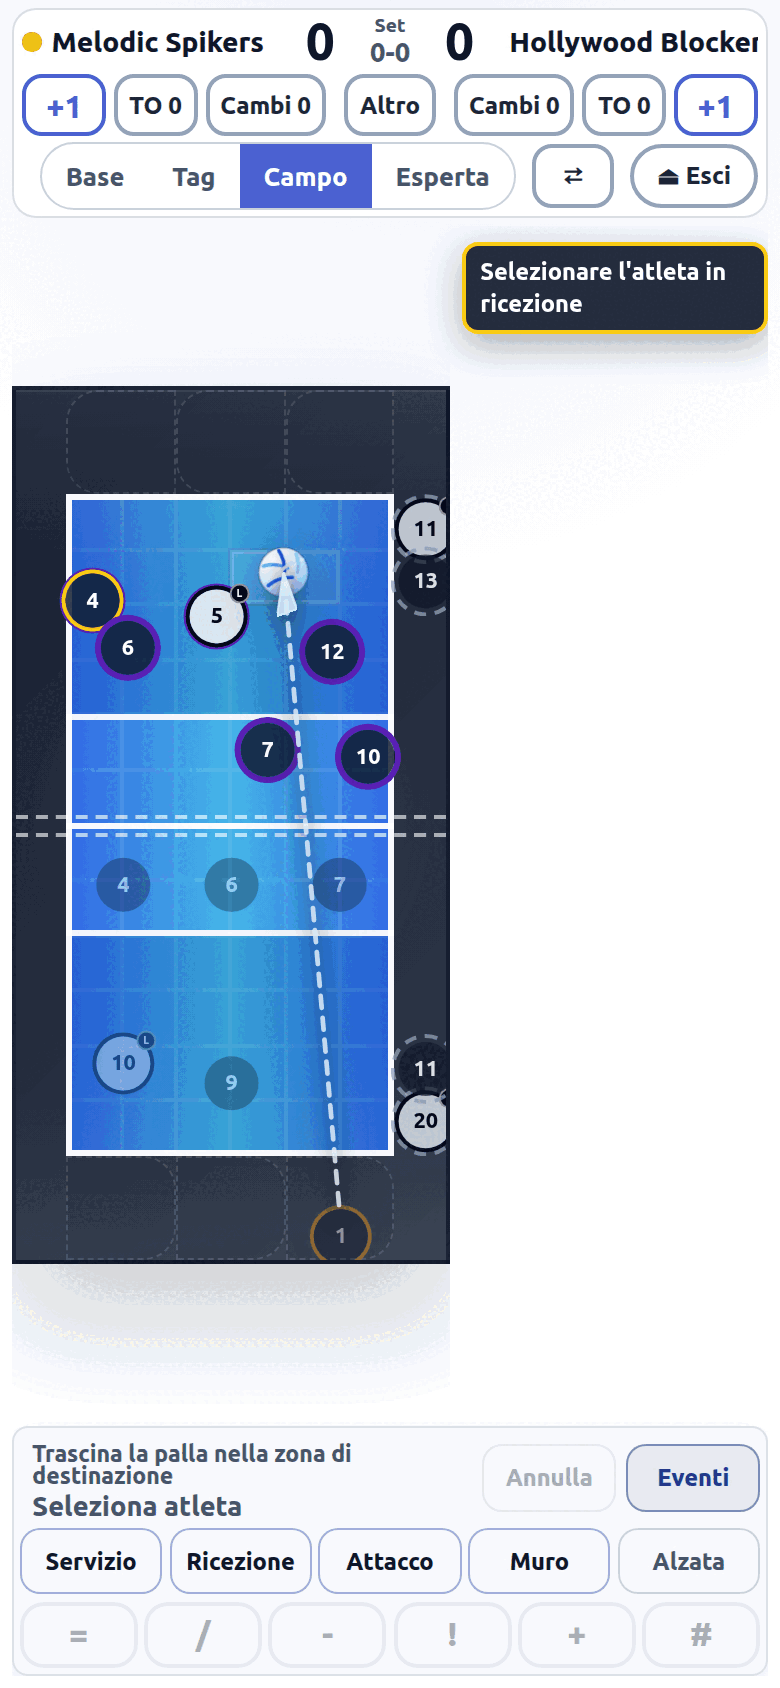 Melodic Spikers 0 Set 0-0 0 Hollywood Blocker
+1 TO 0 Cambi 0 Altro Cambi 0 TO 0 +1
Base Tag Campo Esperta ⇄ ⏏ Esci
Selezionare l'atleta in
ricezione
11
13
4
5 L
6
12
7
10
4 6 7
10 L
9
11
20
1
Trascina la palla nella zona di
destinazione
Seleziona atleta
Annulla Eventi
Servizio Ricezione Attacco Muro Alzata
= / - ! + #